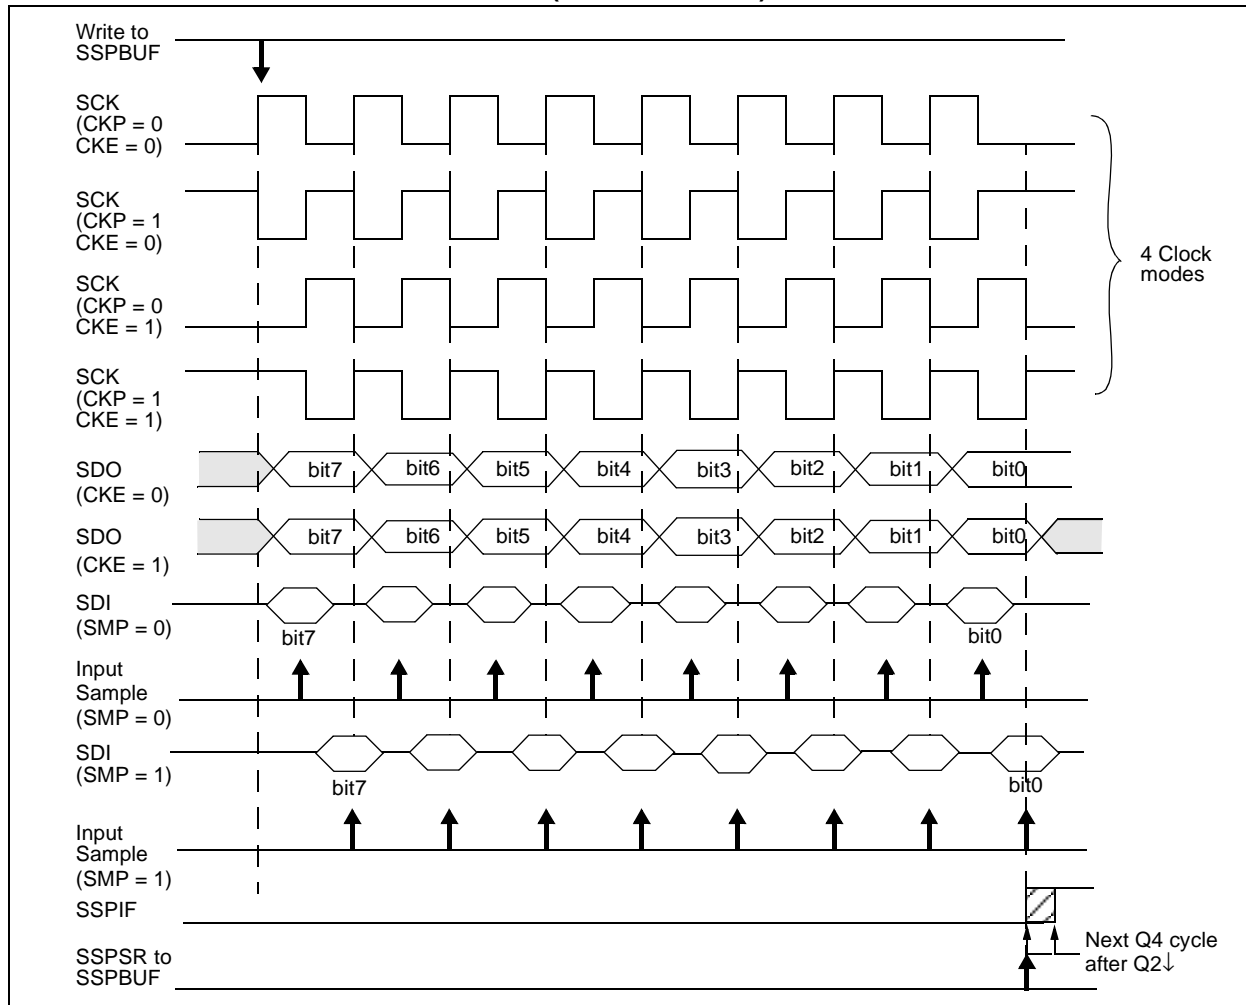 Write to
SSPBUF
SCK
(CKP = 0
CKE = 0)
SCK
(CKP = 1
CKE = 0)
SCK
(CKP = 0
CKE = 1)
SCK
(CKP = 1
CKE = 1)
4 Clock
modes
SDO
(CKE = 0)
bit7 bit6 bit5 bit4 bit3 bit2 bit1 bit0
SDO
(CKE = 1)
bit7 bit6 bit5 bit4 bit3 bit2 bit1 bit0
SDI
(SMP = 0)
bit7 bit0
Input
Sample
(SMP = 0)
SDI
(SMP = 1)
bit7 bit0
Input
Sample
(SMP = 1)
SSPIF
Next Q4 cycle
after Q2↓
SSPSR to
SSPBUF